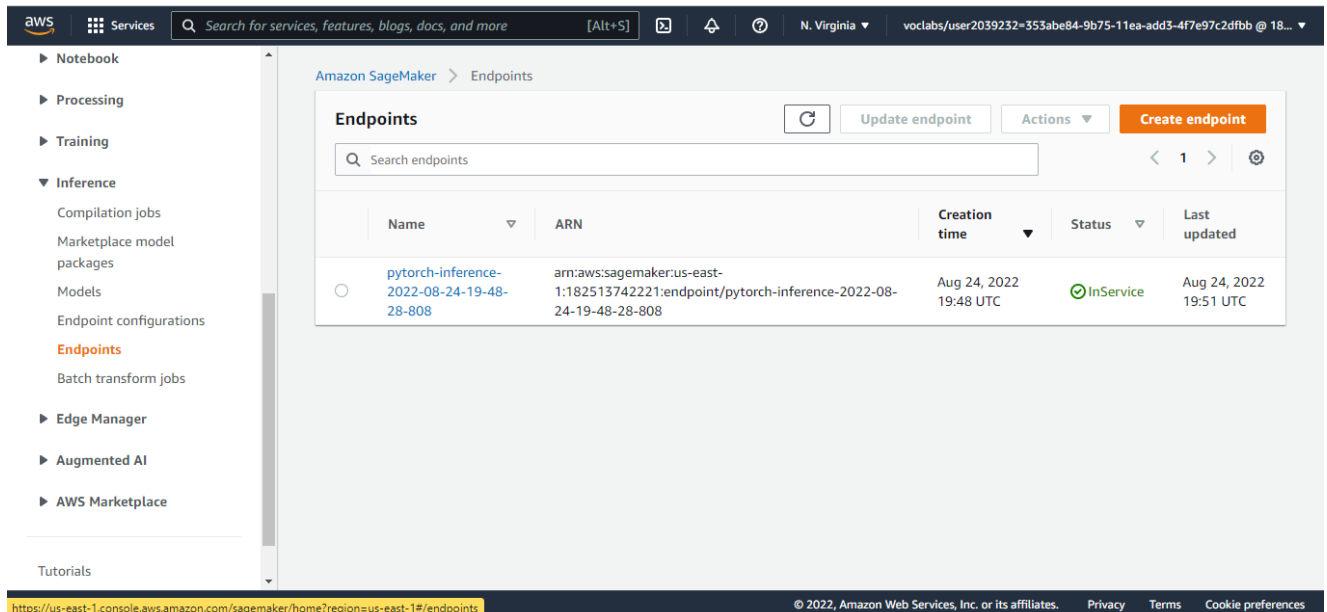 aws
Services
Search for services, features, blogs, docs, and more
[Alt+S]
N. Virginia
voclabs/user2039232=353abe84-9b75-11ea-add3-4f7e97c2dfbb @ 18...
Notebook
Processing
Training
Inference
Compilation jobs
Marketplace model
packages
Models
Endpoint configurations
Endpoints
Batch transform jobs
Edge Manager
Augmented AI
AWS Marketplace
Tutorials
Amazon SageMaker > Endpoints
Endpoints
Update endpoint
Actions
Create endpoint
Search endpoints
1
Name
ARN
Creation
time
Status
Last
updated
pytorch-inference-
2022-08-24-19-48-
28-808
arn:aws:sagemaker:us-east-
1:182513742221:endpoint/pytorch-inference-2022-08-
24-19-48-28-808
Aug 24, 2022
19:48 UTC
InService
Aug 24, 2022
19:51 UTC
https://us-east-1.console.aws.amazon.com/sagemaker/home?region=us-east-1#/endpoints
© 2022, Amazon Web Services, Inc. or its affiliates.
Privacy
Terms
Cookie preferences